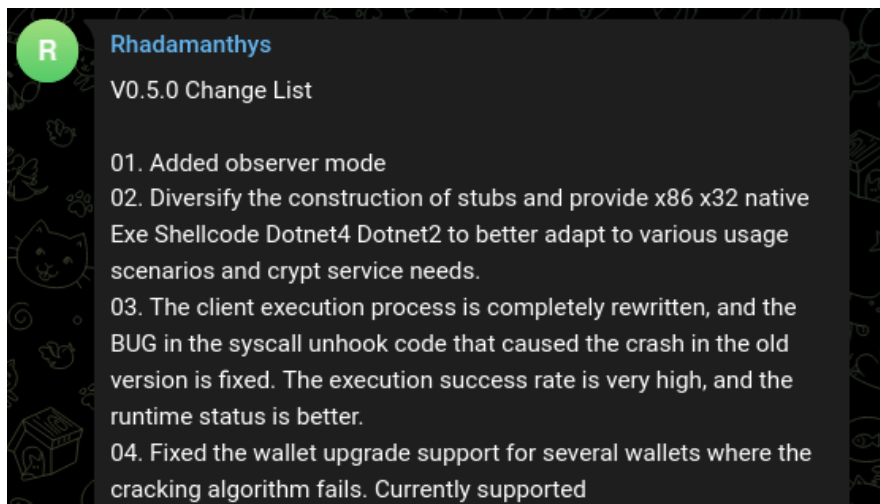 R
Rhadamanthys
V0.5.0 Change List
01. Added observer mode
02. Diversify the construction of stubs and provide x86 x32 native
Exe Shellcode Dotnet4 Dotnet2 to better adapt to various usage
scenarios and crypt service needs.
03. The client execution process is completely rewritten, and the
BUG in the syscall unhook code that caused the crash in the old
version is fixed. The execution success rate is very high, and the
runtime status is better.
04. Fixed the wallet upgrade support for several wallets where the
cracking algorithm fails. Currently supported